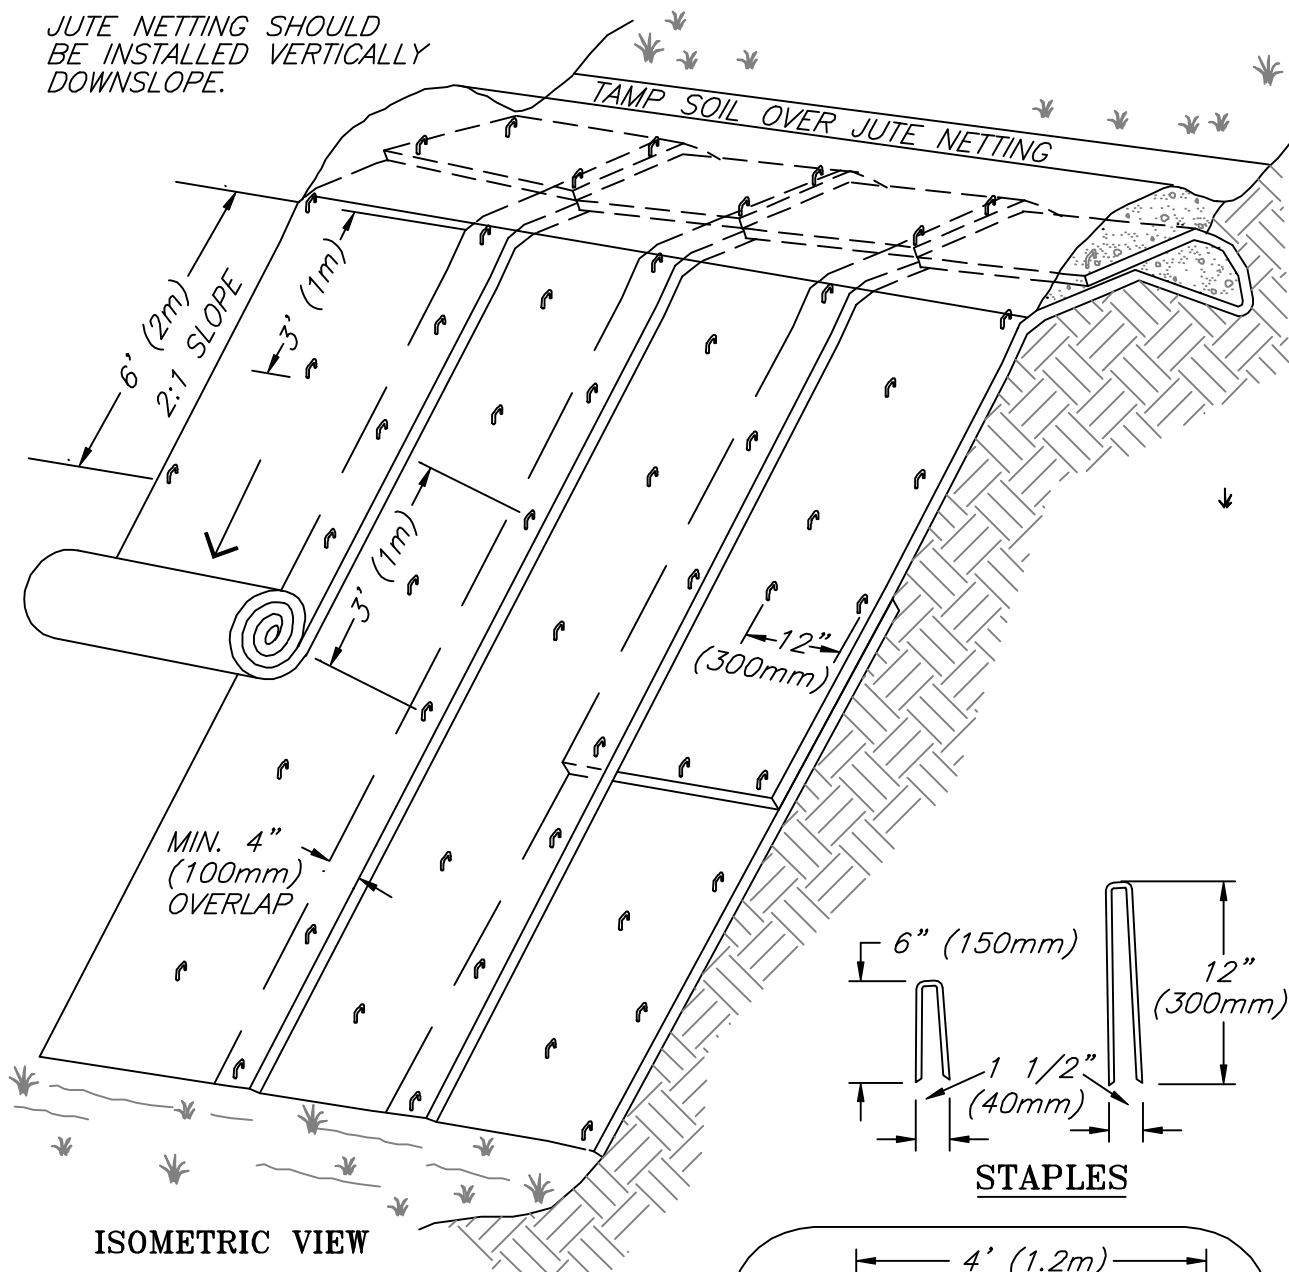 JUTE NETTING SHOULD
BE INSTALLED VERTICALLY
DOWNSLOPE.
TAMP SOIL OVER JUTE NETTING
6' (2m)
2:1 SLOPE
3' (1m)
3' (1m)
12"
(300mm)
MIN. 4"
(100mm)
OVERLAP
6" (150mm)
12"
(300mm)
1 1/2"
(40mm)
STAPLES
ISOMETRIC VIEW
4' (1.2m)